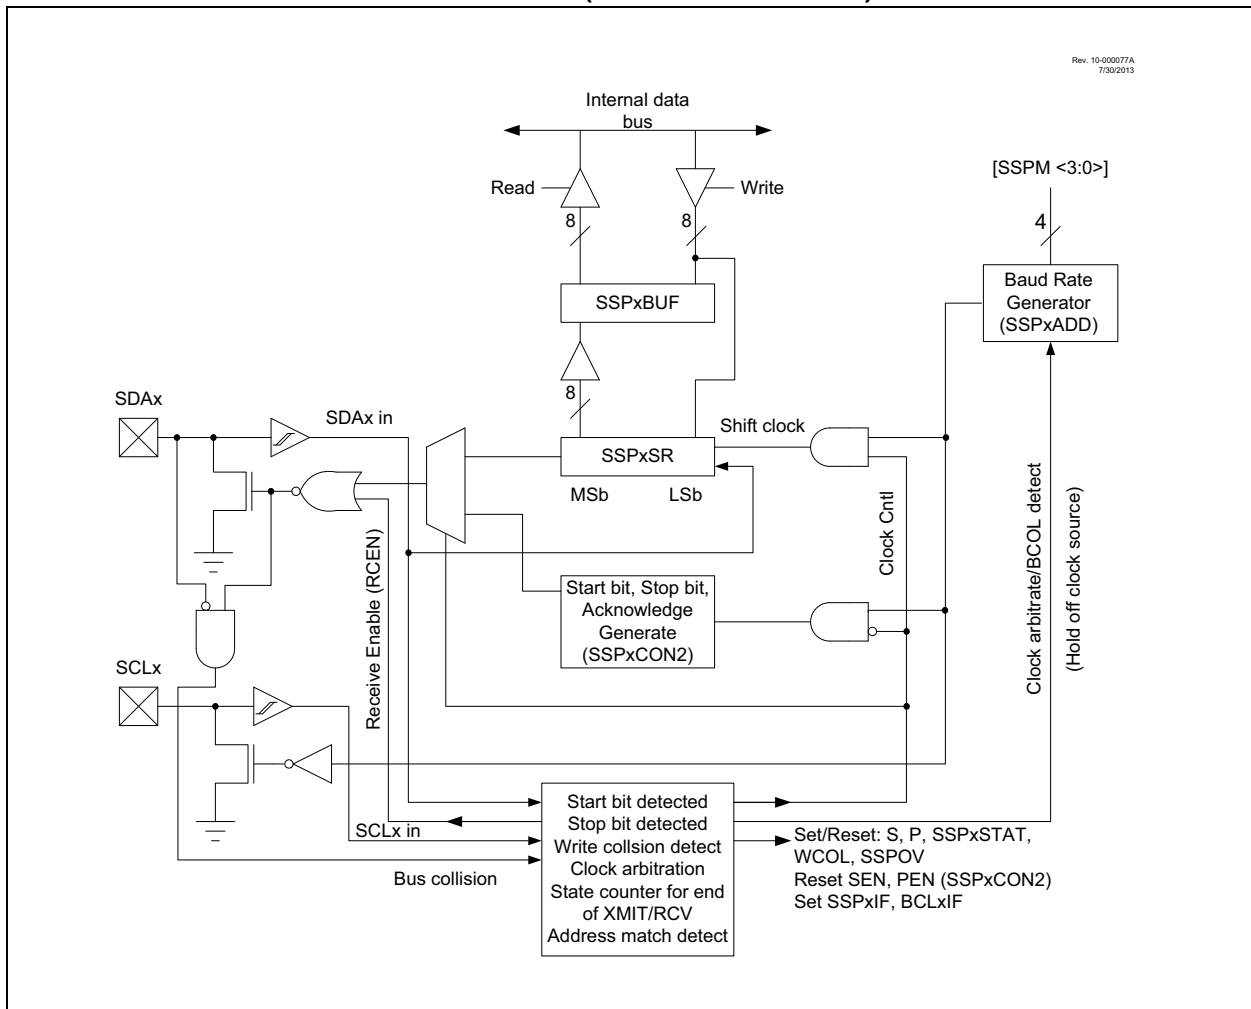 Rev. 10-000077A
7/30/2013
Internal data
bus
[SSPM <3:0>]
Read
Write
8
8
4
SSPxBUF
Baud Rate
Generator
(SSPxADD)
8
SDAx
SDAx in
Shift clock
SSPxSR
MSb
LSb
Receive Enable (RCEN)
Clock Cntl
Clock arbitrate/BCOL detect
(Hold off clock source)
Start bit, Stop bit,
Acknowledge
Generate
(SSPxCON2)
SCLx
SCLx in
Bus collision
Start bit detected
Stop bit detected
Write collsion detect
Clock arbitration
State counter for end
of XMIT/RCV
Address match detect
Set/Reset: S, P, SSPxSTAT,
WCOL, SSPOV
Reset SEN, PEN (SSPxCON2)
Set SSPxIF, BCLxIF